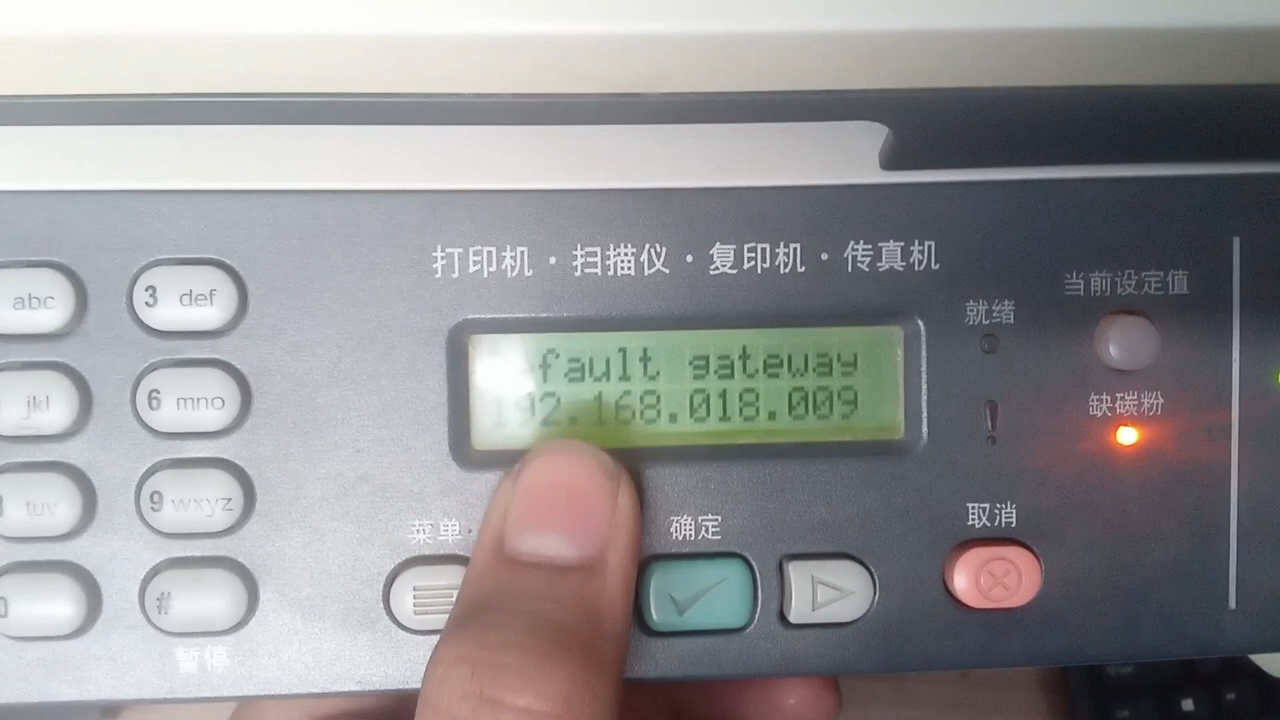 打印机·扫描仪·复印机·传真机
当前设定值
就绪
abc
3 def
fault gateway
192.168.018.009
缺碳粉
jkl
6 mno
tuv
9 wxyz
菜单
确定
取消
#
暂停